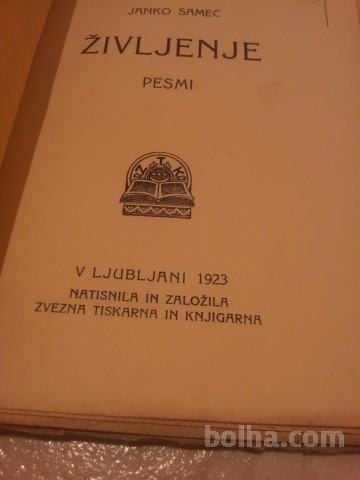 JANKO SAMEC
ŽIVLJENJE
PESMI
Z T K
V LJUBLJANI 1923
NATISNILA IN ZALOŽILA
ZVEZNA TISKARNA IN KNJIGARNA
bolha.com